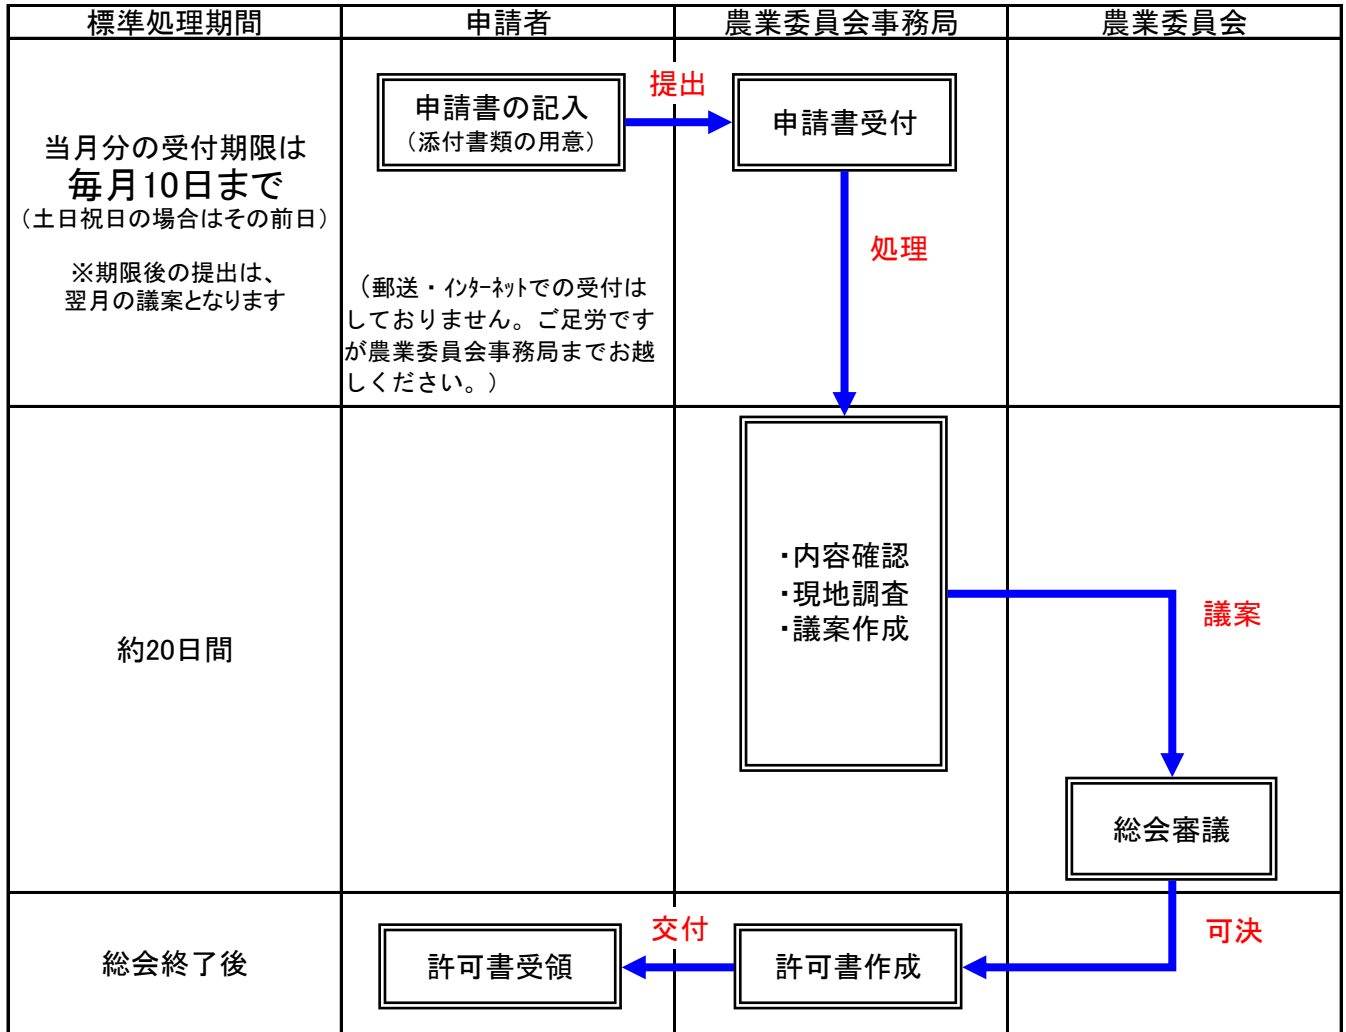 標準処理期間
申請者
農業委員会事務局
農業委員会
当月分の受付期限は
毎月10日まで
（土日祝日の場合はその前日）
※期限後の提出は、
翌月の議案となります
申請書の記入
（添付書類の用意）
提出
申請書受付
処理
（郵送・ｲﾝﾀｰﾈｯﾄでの受付は
しておりません。ご足労です
が農業委員会事務局までお越
しください。）
約20日間
・内容確認
・現地調査
・議案作成
議案
総会審議
総会終了後
許可書受領
交付
許可書作成
可決